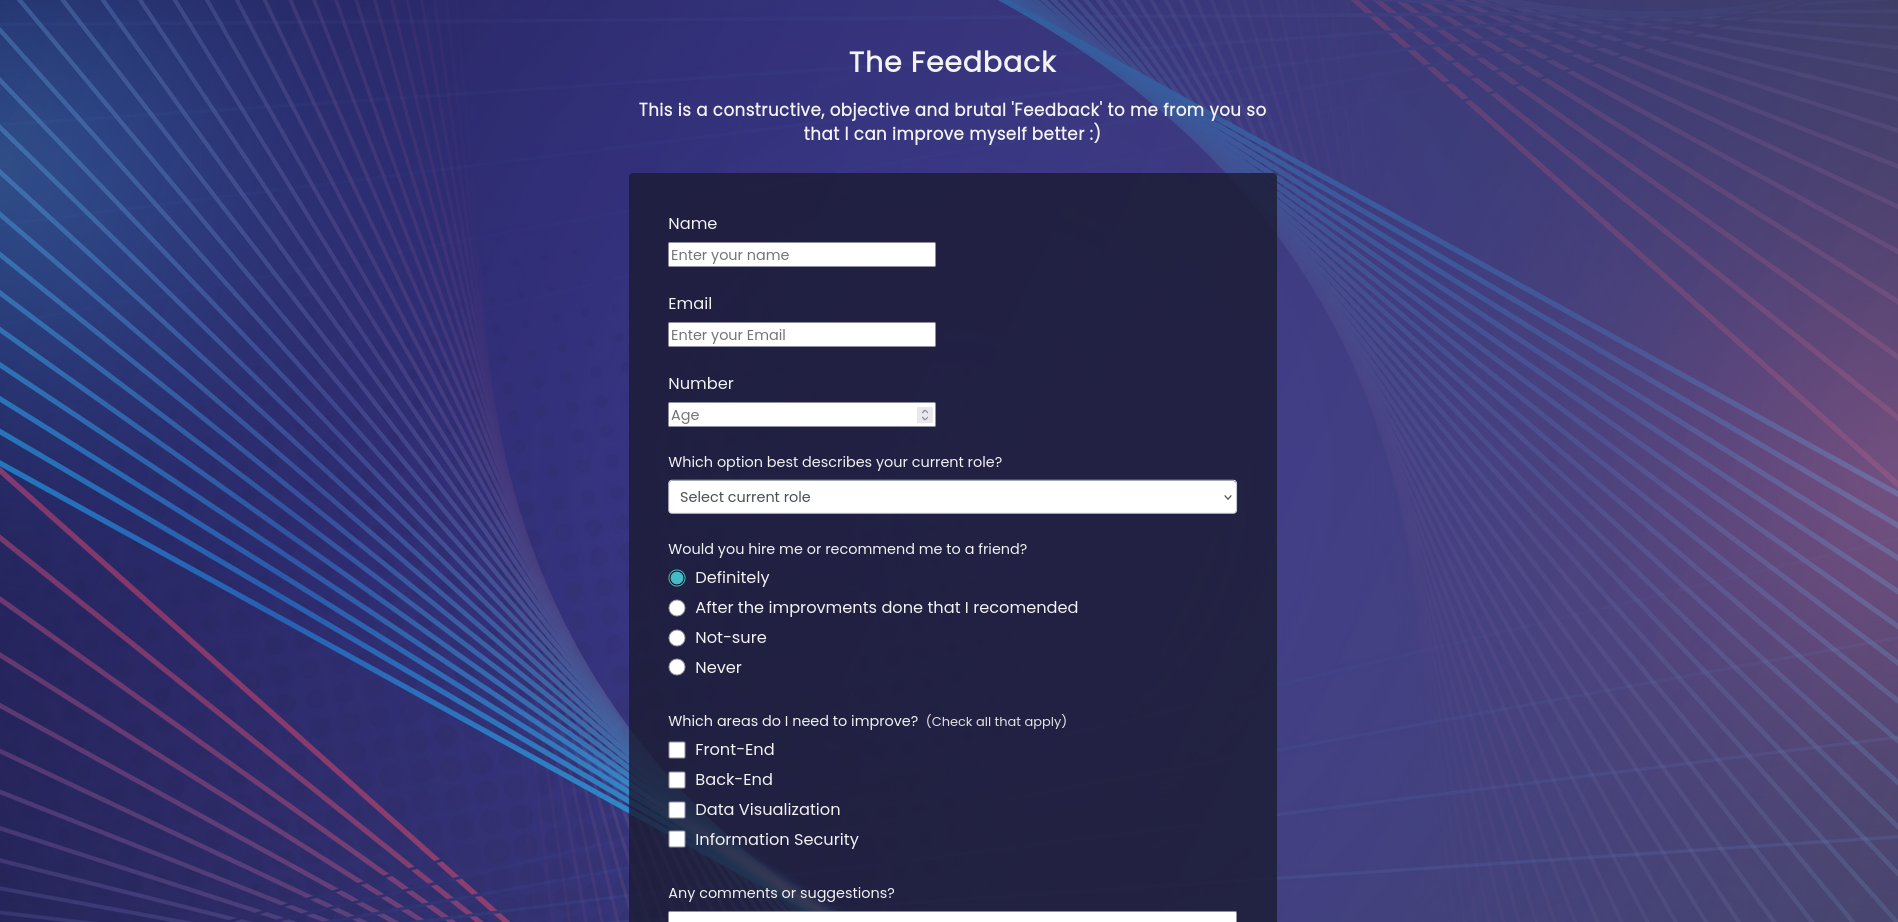 The Feedback
This is a constructive, objective and brutal 'Feedback' to me from you so
that I can improve myself better :)
Name
Enter your name
Email
Enter your Email
Number
Age
Which option best describes your current role?
Select current role
Would you hire me or recommend me to a friend?
Definitely
After the improvments done that I recomended
Not-sure
Never
Which areas do I need to improve? (Check all that apply)
Front-End
Back-End
Data Visualization
Information Security
Any comments or suggestions?